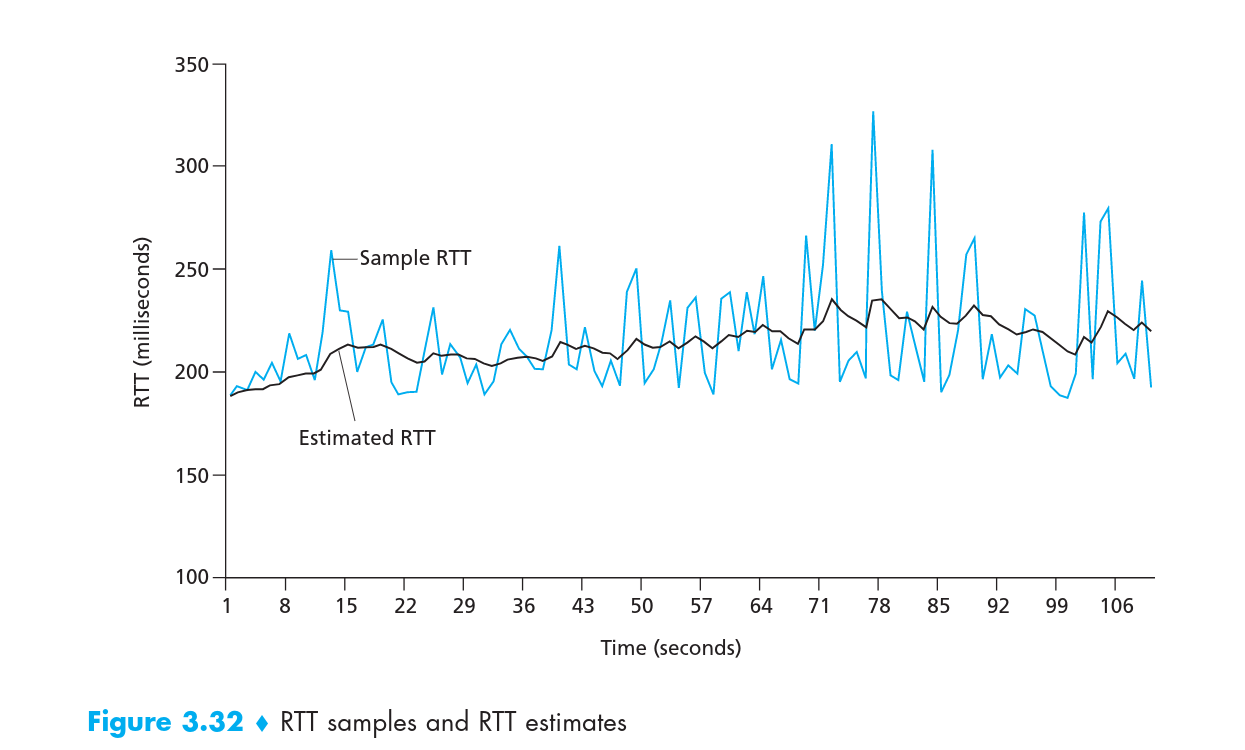 350
300
250
200
150
100
RTT (milliseconds)
Sample RTT
Estimated RTT
1 8 15 22 29 36 43 50 57 64 71 78 85 92 99 106
Time (seconds)
Figure 3.32 ♦ RTT samples and RTT estimates